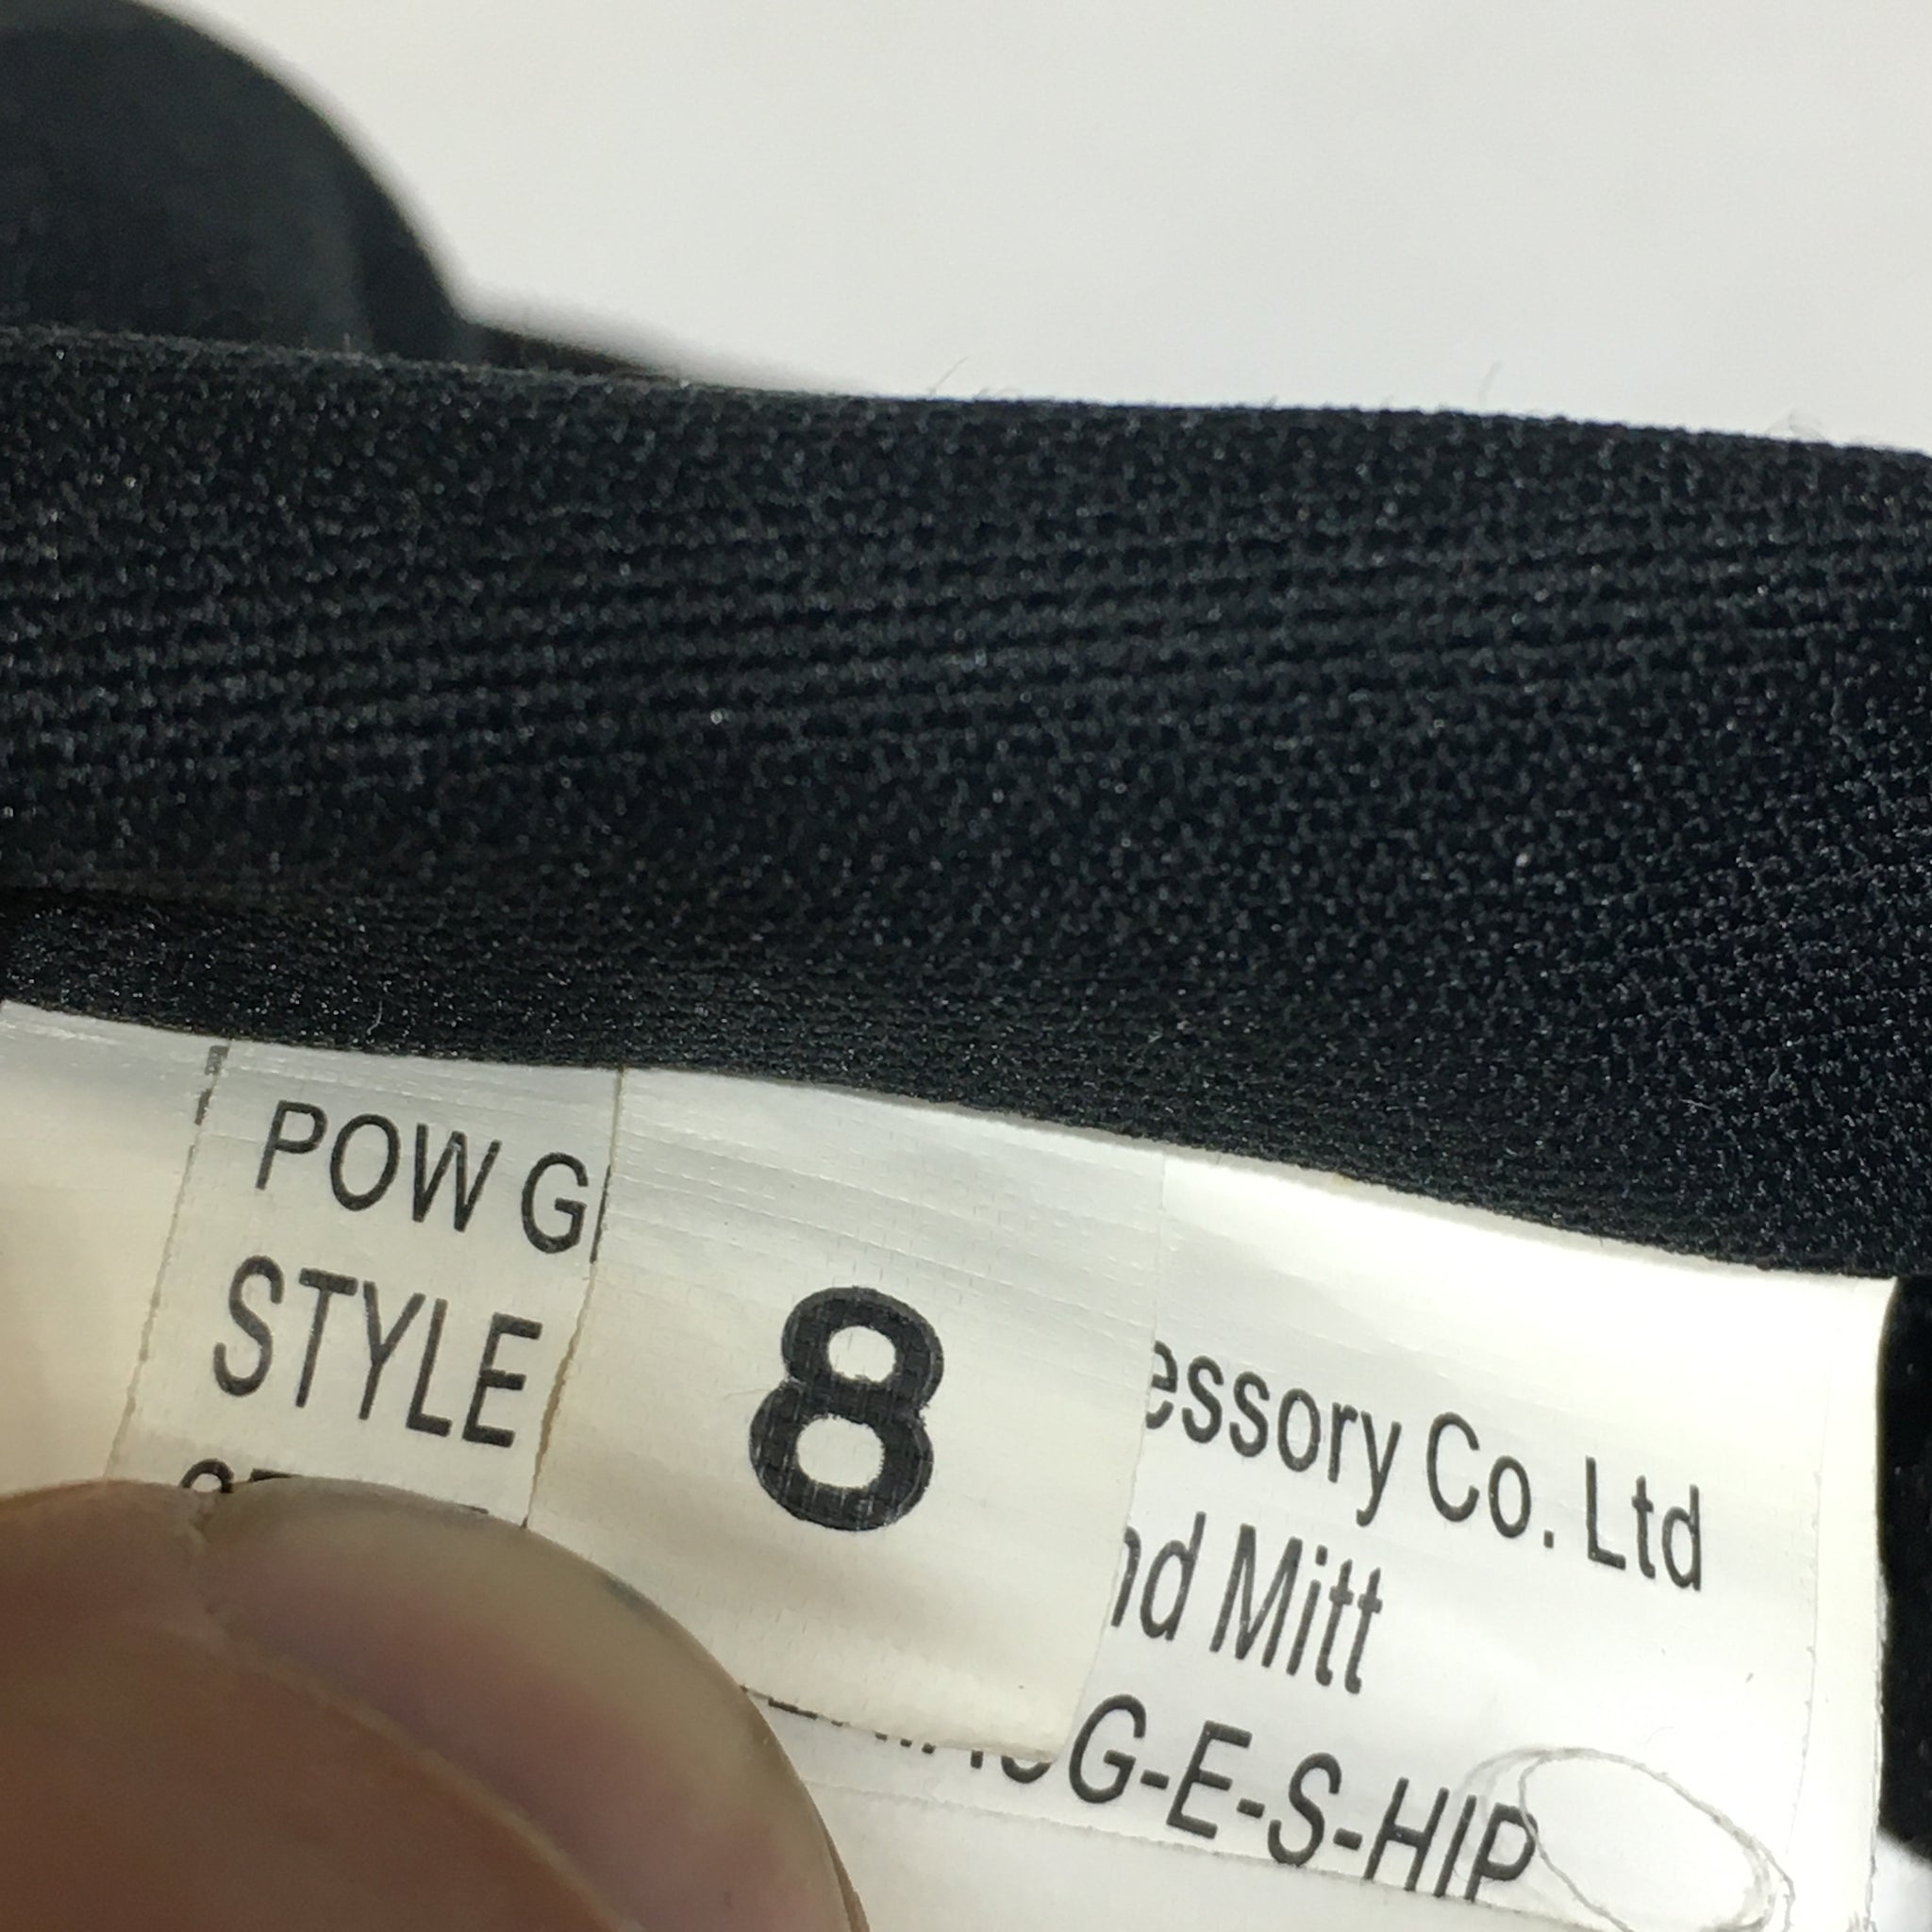 POW G
STYLE
8
essory Co. Ltd
nd Mitt
G-E-S-HIP